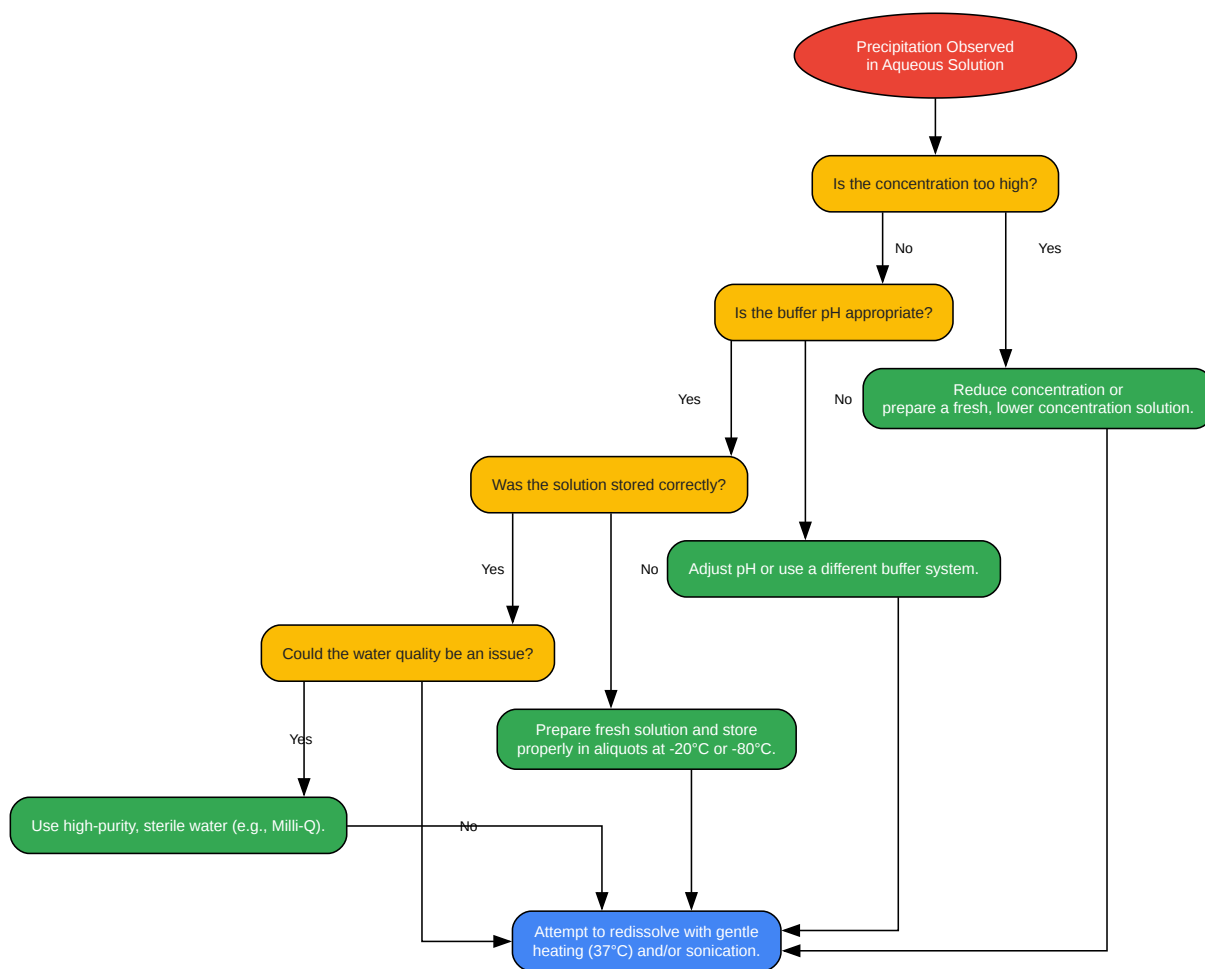 Precipitation Observed
in Aqueous Solution
Is the concentration too high?
No
Yes
Is the buffer pH appropriate?
Reduce concentration or
prepare a fresh, lower concentration solution.
Yes
No
Was the solution stored correctly?
Yes
No
Adjust pH or use a different buffer system.
Could the water quality be an issue?
Prepare fresh solution and store
properly in aliquots at -20°C or -80°C.
Yes
Use high-purity, sterile water (e.g., Milli-Q).
No
Attempt to redissolve with gentle
heating (37°C) and/or sonication.